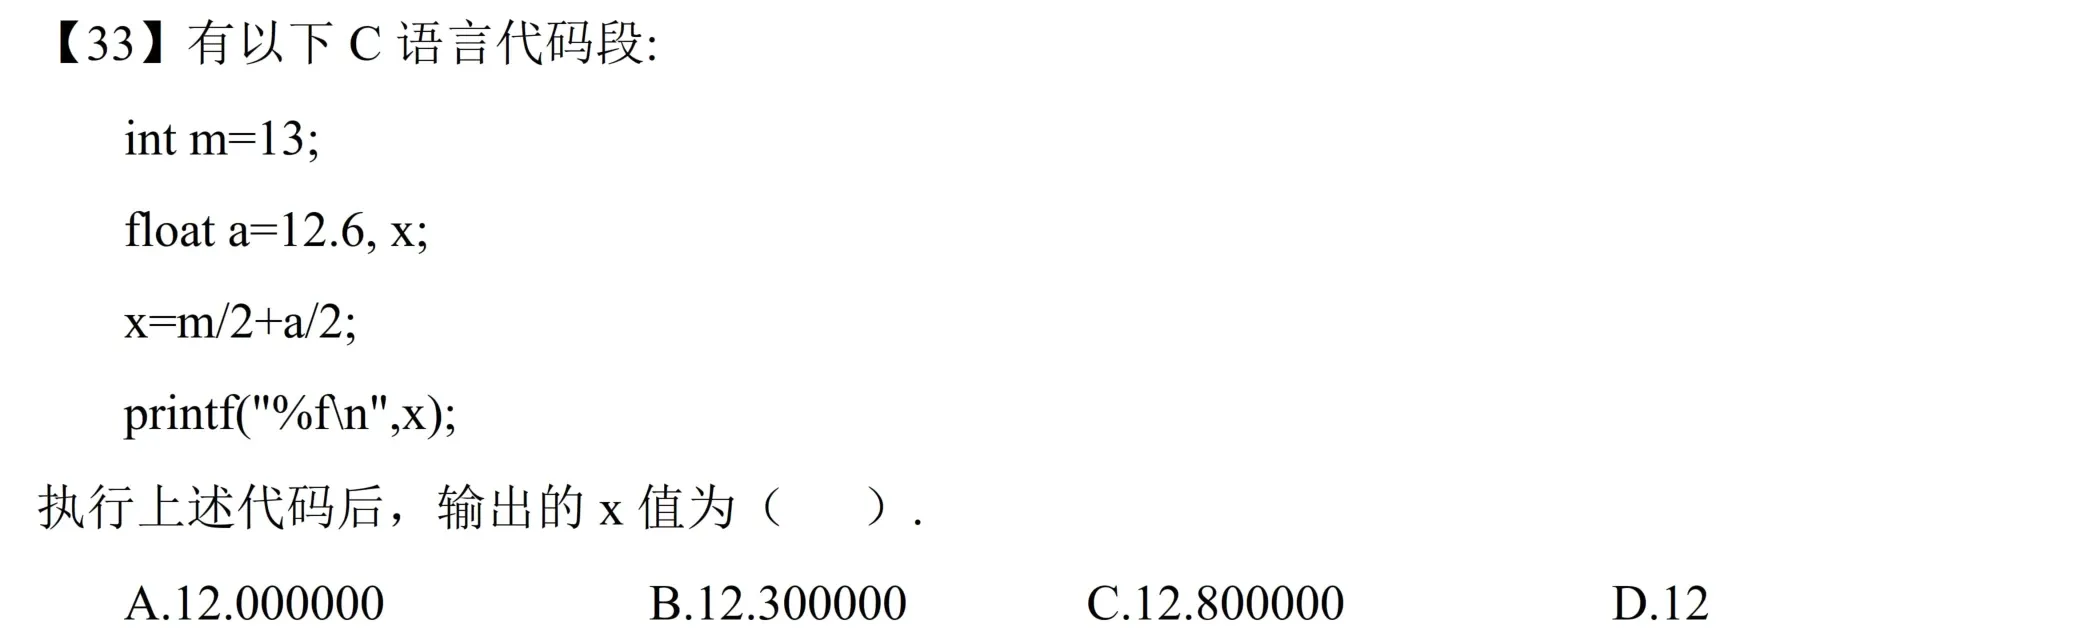 【33】有以下 C 语言代码段:
int m=13;
float a=12.6, x;
x=m/2+a/2;
printf("%f\n",x);
执行上述代码后，输出的 x 值为（　　）.
A.12.000000 B.12.300000 C.12.800000 D.12